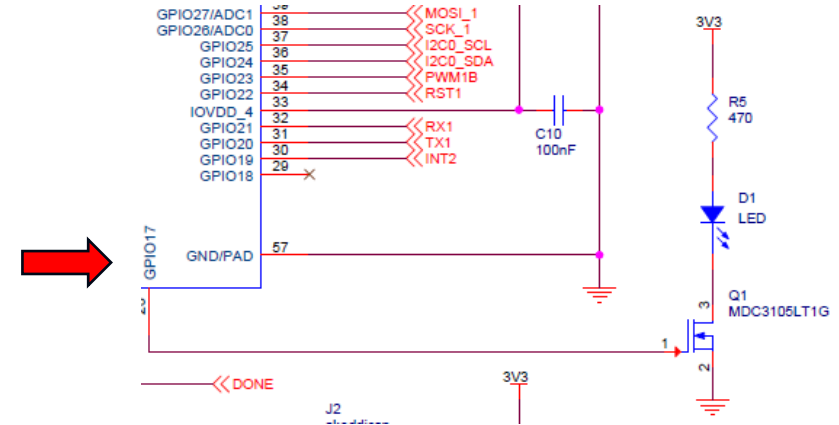 39
GPIO27/ADC1 MOSI_1
38
GPIO26/ADC0 SCK_1
37
GPIO25 I2C0_SCL
36
GPIO24 I2C0_SDA
35
GPIO23 PWM1B
34
GPIO22 RST1
33
IOVDD_4
32
GPIO21 RX1
31
GPIO20 TX1
30
GPIO19 INT2
29
GPIO18
C10
100nF
3V3
R5
470
D1
LED
GPIO17
GND/PAD 57
Q1
MDC3105LT1G
3
1
2
DONE
3V3
J2